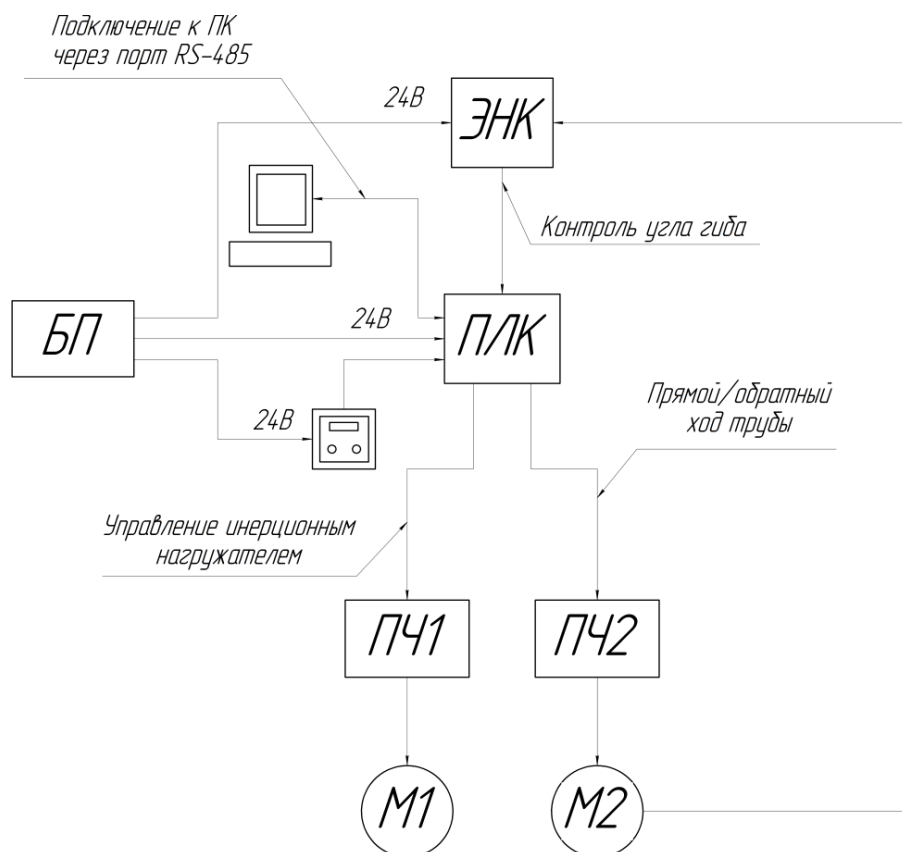 Подключение к ПК
через порт RS-485
24В
ЭНК
Контроль угла гиба
БП
24В
ПЛК
24В
Прямой/обратный
ход трубы
Управление инерционным
нагружателем
ПЧ1
ПЧ2
М1
М2